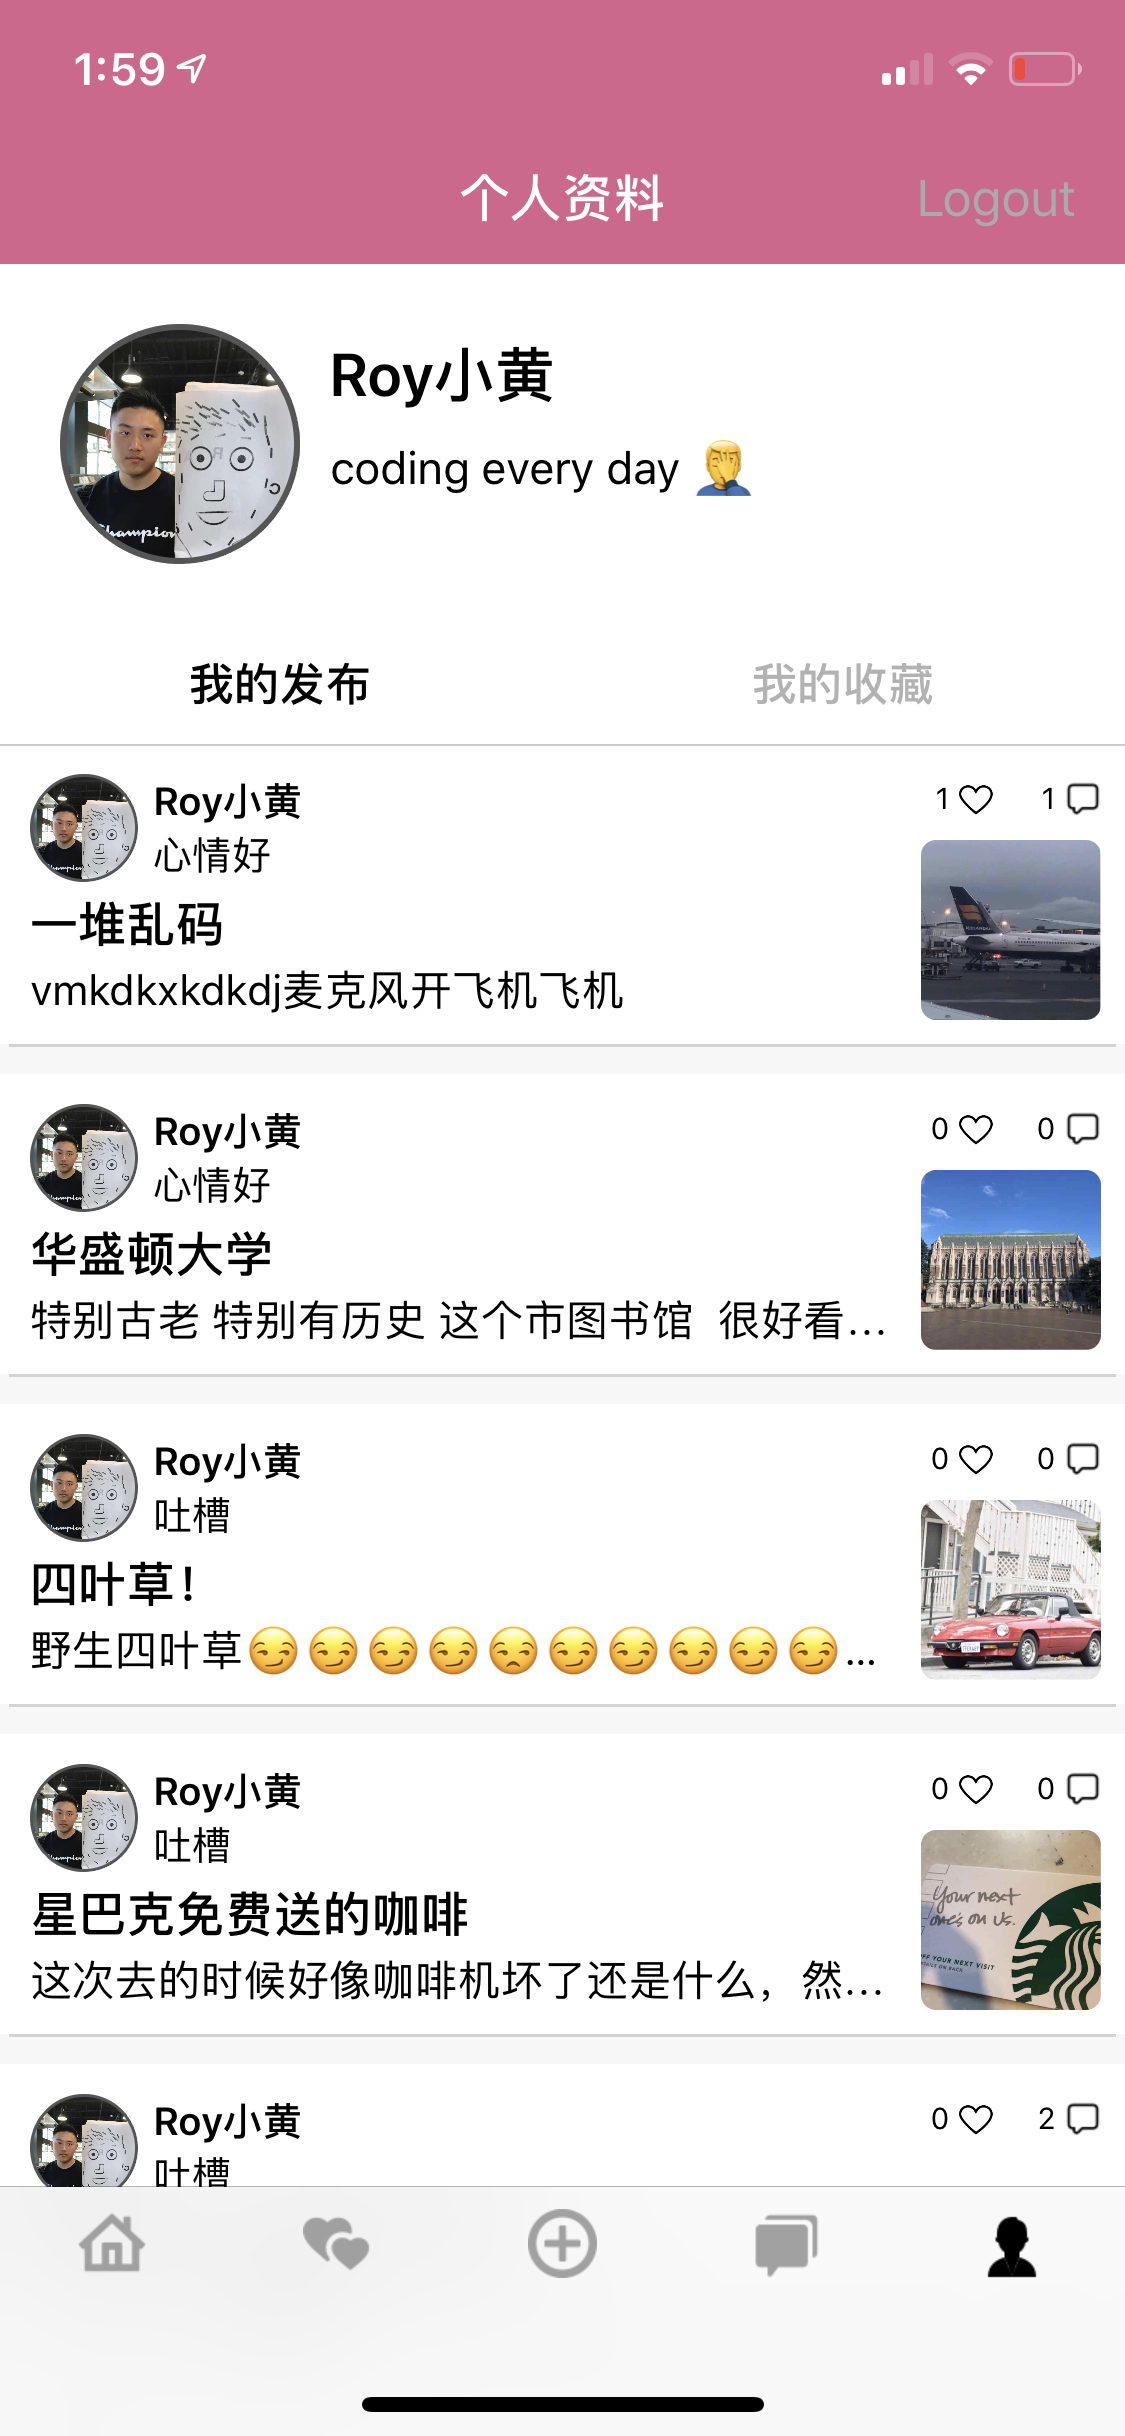 1:59
个人资料
Logout
Roy小黄
coding every day 🤦‍♂️
我的发布
我的收藏
Roy小黄
1
1
心情好
一堆乱码
vmkdkxkdkdj麦克风开飞机飞机
Roy小黄
0
0
心情好
华盛顿大学
特别古老 特别有历史 这个市图书馆 很好看...
Roy小黄
0
0
吐槽
四叶草！
野生四叶草😏😏😏😏😞😏😏😏😏😏...
Roy小黄
0
0
吐槽
星巴克免费送的咖啡
这次去的时候好像咖啡机坏了还是什么，然...
Your next
one's on us.
FF YOUR NEXT VISIT
Roy小黄
0
2
吐槽